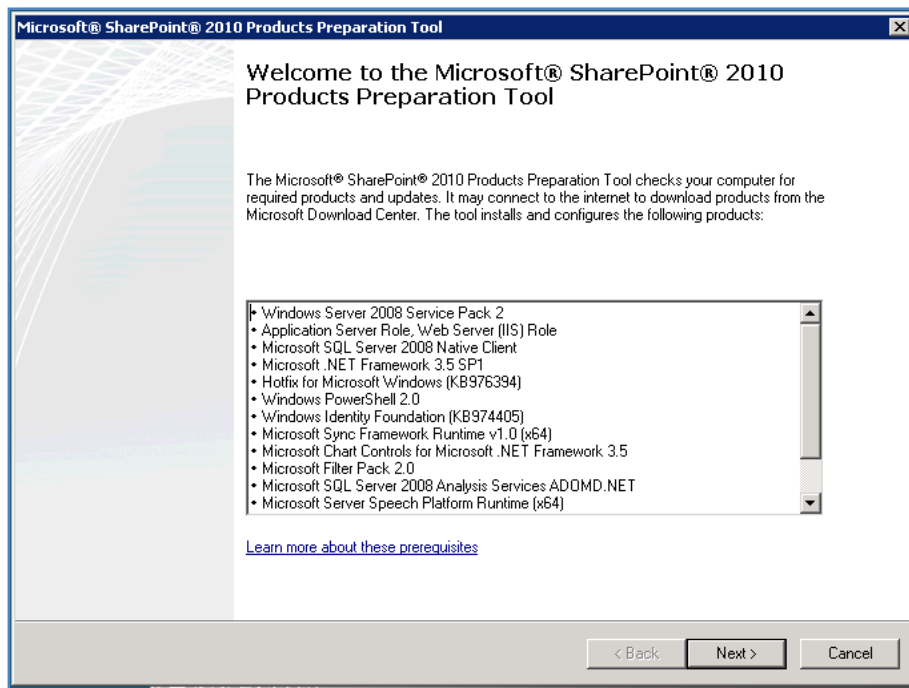 Microsoft® SharePoint® 2010 Products Preparation Tool
Welcome to the Microsoft® SharePoint® 2010
Products Preparation Tool
The Microsoft® SharePoint® 2010 Products Preparation Tool checks your computer for
required products and updates. It may connect to the internet to download products from the
Microsoft Download Center. The tool installs and configures the following products:
• Windows Server 2008 Service Pack 2
• Application Server Role, Web Server (IIS) Role
• Microsoft SQL Server 2008 Native Client
• Microsoft .NET Framework 3.5 SP1
• Hotfix for Microsoft Windows (KB976394)
• Windows PowerShell 2.0
• Windows Identity Foundation (KB974405)
• Microsoft Sync Framework Runtime v1.0 (x64)
• Microsoft Chart Controls for Microsoft .NET Framework 3.5
• Microsoft Filter Pack 2.0
• Microsoft SQL Server 2008 Analysis Services ADOMD.NET
• Microsoft Server Speech Platform Runtime (x64)
Learn more about these prerequisites
< Back
Next >
Cancel